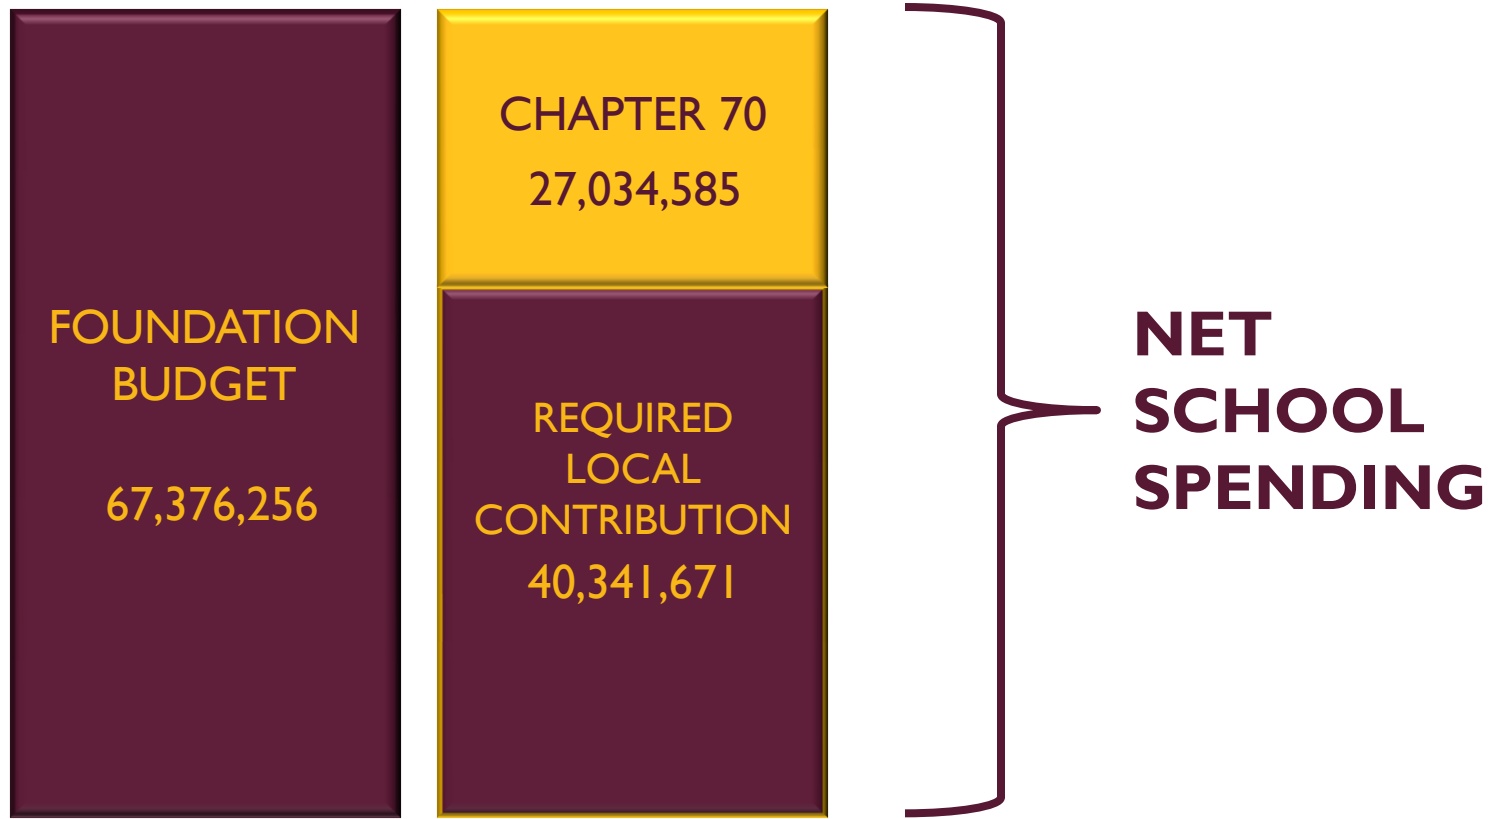 FOUNDATION
BUDGET
67,376,256
CHAPTER 70
27,034,585
REQUIRED
LOCAL
CONTRIBUTION
40,341,671
NET
SCHOOL
SPENDING